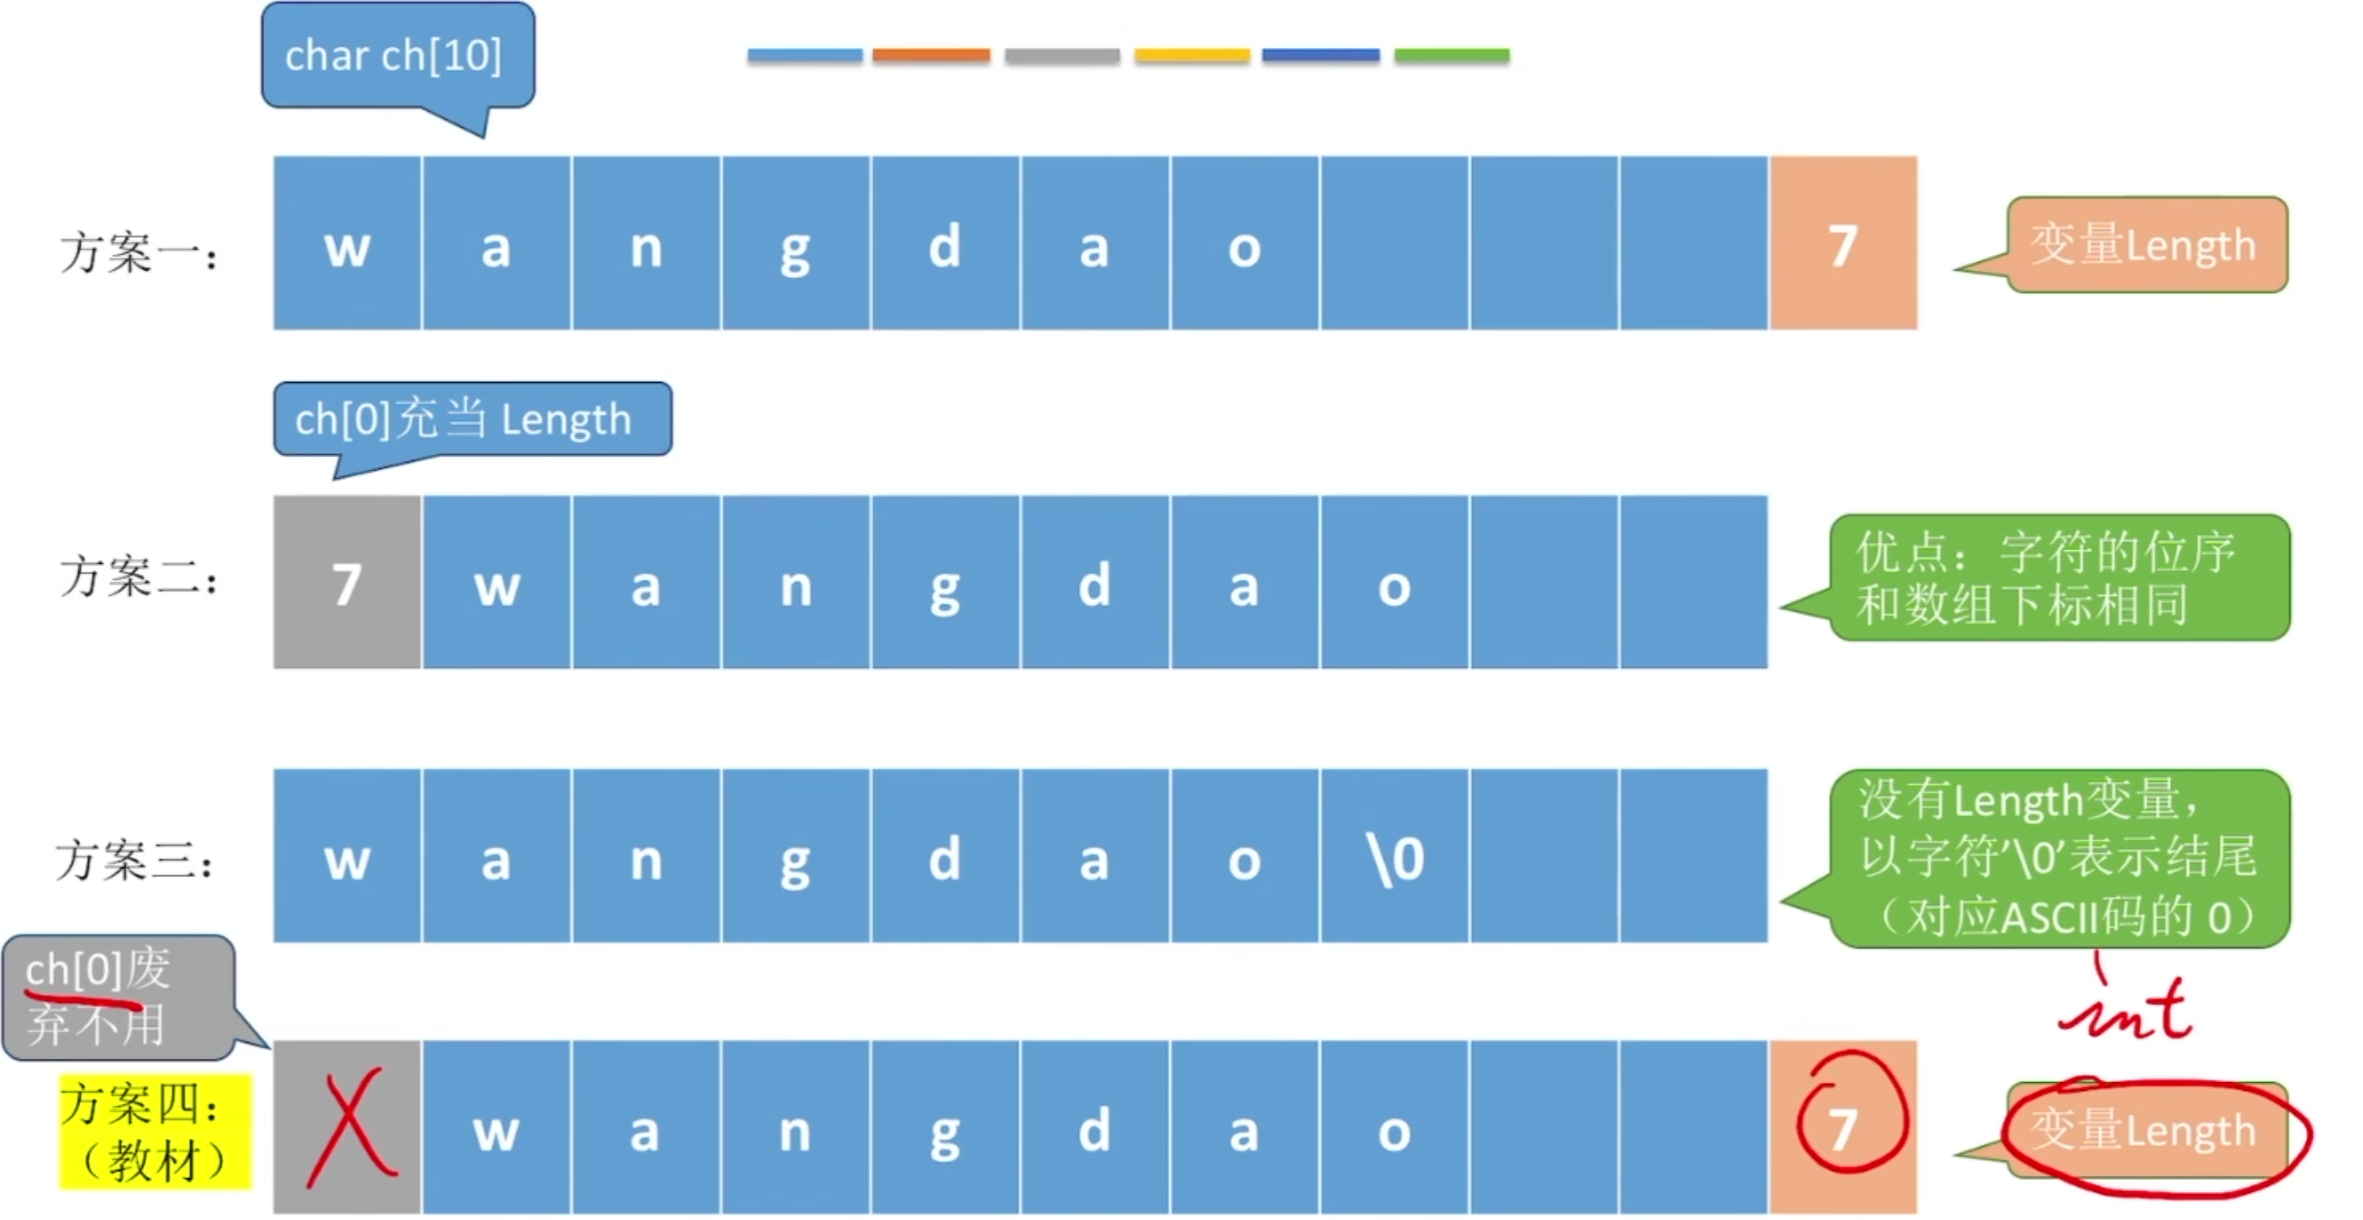 char ch[10]
方案一：
w a n g d a o 7
变量Length
ch[0]充当 Length
方案二：
7 w a n g d a o
优点：字符的位序
和数组下标相同
方案三：
w a n g d a o \0
没有Length变量，
以字符’\0’表示结尾
（对应ASCII码的 0）
int
ch[0]废
弃不用
方案四：
（教材）
X w a n g d a o 7
变量Length